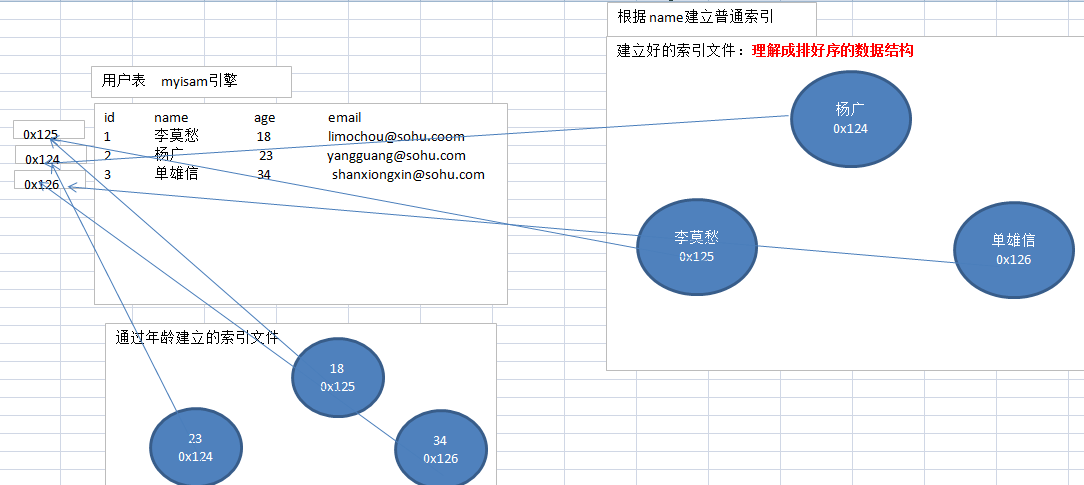 根据name建立普通索引
建立好的索引文件：理解成排好序的数据结构
杨广
0x124
李莫愁
0x125
单雄信
0x126
用户表 myisam引擎
id name age email
0x125 1 李莫愁 18 limochou@sohu.coom
0x124 2 杨广 23 yangguang@sohu.com
0x126 3 单雄信 34 shanxiongxin@sohu.com
通过年龄建立的索引文件
18
0x125
23
0x124
34
0x126